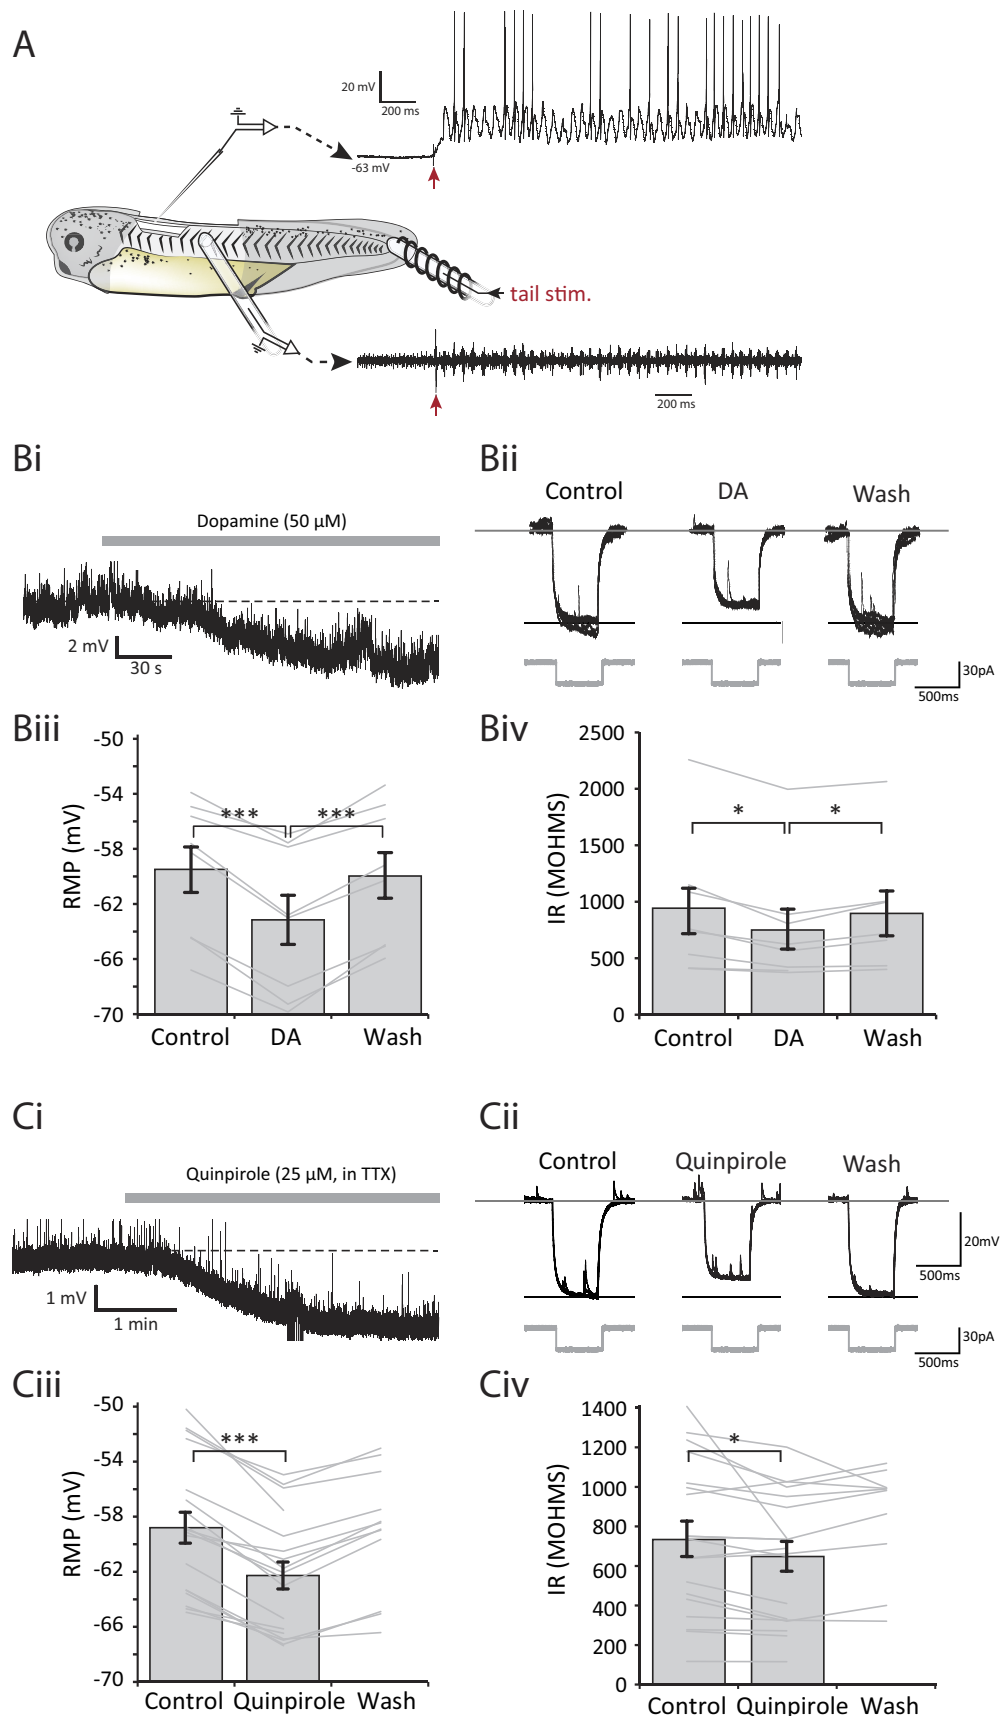 A
20 mV
200 ms
-63 mV
tail stim.
200 ms
Bi
Dopamine (50 µM)
2 mV
30 s
Bii
Control DA Wash
30pA
500ms
Biii
-50
-54
-58
-62
-66
-70
RMP (mV)
*** ***
Control DA Wash
Biv
2500
2000
1500
1000
500
0
IR (MOHMS)
* *
Control DA Wash
Ci
Quinpirole (25 µM, in TTX)
1 mV
1 min
Cii
Control Quinpirole Wash
20mV
500ms
30pA
500ms
Ciii
-50
-54
-58
-62
-66
-70
RMP (mV)
***
Control Quinpirole Wash
Civ
1400
1200
1000
800
600
400
200
0
IR (MOHMS)
*
Control Quinpirole Wash